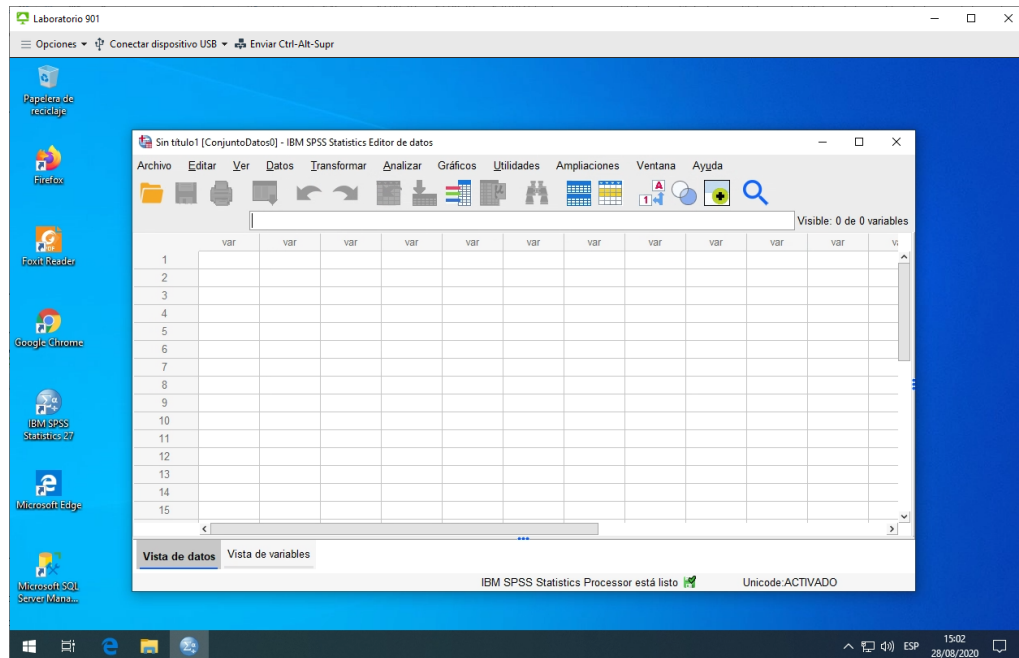 Laboratorio 901
Opciones Conectar dispositivo USB Enviar Ctrl-Alt-Supr
Papelera de
reciclaje
Firefox
Foxit Reader
Google Chrome
IBM SPSS
Statistics 27
Microsoft Edge
Microsoft SQL
Server Mana...
Sin título1 [ConjuntoDatos0] - IBM SPSS Statistics Editor de datos
Archivo Editar Ver Datos Transformar Analizar Gráficos Utilidades Ampliaciones Ventana Ayuda
Visible: 0 de 0 variables
var var var var var var var var var var var va
1
2
3
4
5
6
7
8
9
10
11
12
13
14
15
Vista de datos Vista de variables
IBM SPSS Statistics Processor está listo Unicode:ACTIVADO
ESP 15:02
28/08/2020